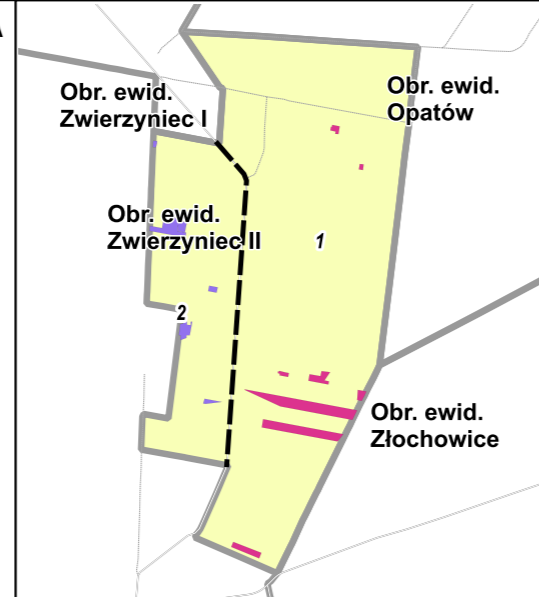 Obr. ewid.
Zwierzyniec I
Obr. ewid.
Opatów
Obr. ewid.
Zwierzyniec II
1
2
Obr. ewid.
Złochowice